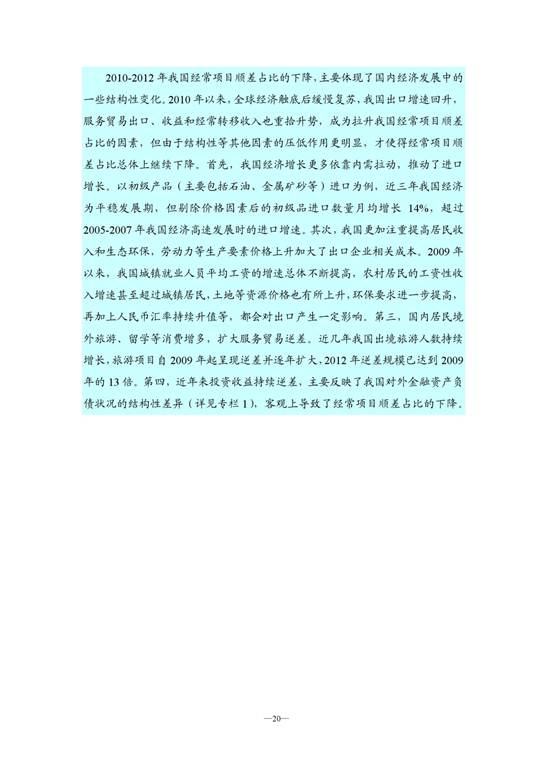 2010-2012 年我国经常项目顺差占比的下降,主要体现了国内经济发展中的
一些结构性变化。2010 年以来,全球经济触底后缓慢复苏,我国出口增速回升,
服务贸易出口、收益和经常转移收入也重拾升势,成为拉升我国经常项目顺差
占比的因素,但由于结构性等其他因素的压低作用更明显,才使得经常项目顺
差占比总体上继续下降。首先,我国经济增长更多依靠内需拉动,推动了进口
增长。以初级产品(主要包括石油、金属矿砂等)进口为例,近三年我国经济
为平稳发展期,但剔除价格因素后的初级品进口数量月均增长 14%,超过
2005-2007 年我国经济高速发展时的进口增速。其次,我国更加注重提高居民收
入和生态环保,劳动力等生产要素价格上升加大了出口企业相关成本。2009 年
以来,我国城镇就业人员平均工资的增速总体不断提高,农村居民的工资性收
入增速甚至超过城镇居民,土地等资源价格也有所上升,环保要求进一步提高,
再加上人民币汇率持续升值等,都会对出口产生一定影响。第三,国内居民境
外旅游、留学等消费增多,扩大服务贸易逆差。近几年我国出境旅游人数持续
增长,旅游项目自 2009 年起呈现逆差并逐年扩大,2012 年逆差规模已达到 2009
年的 13 倍。第四,近年来投资收益持续逆差,主要反映了我国对外金融资产负
债状况的结构性差异(详见专栏 1),客观上导致了经常项目顺差占比的下降。
—20—